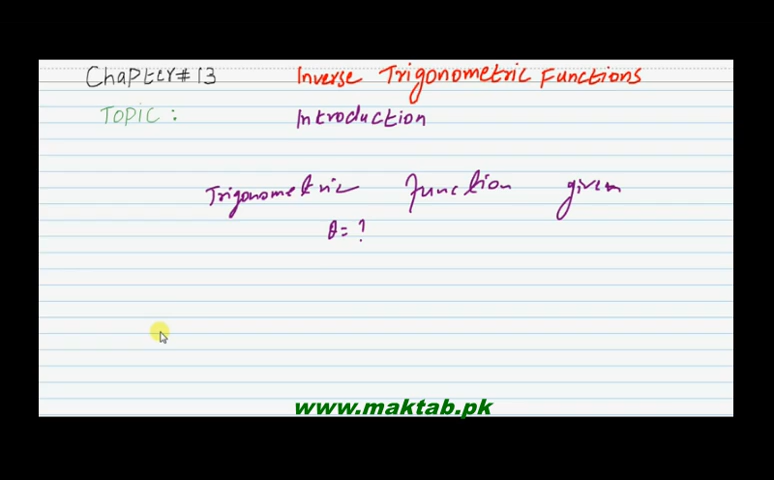 Chapter#13 Inverse Trigonometric Functions
Topic: Introduction
Trigonometric function given
θ=?
www.maktab.pk